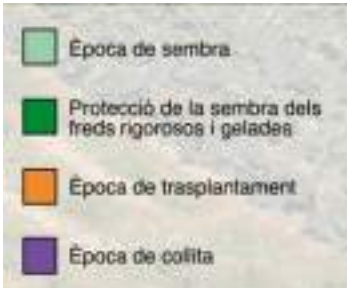 Època de sembra
Protecció de la sembra dels
freds rigorosos i gelades
Època de trasplantament
Època de collita